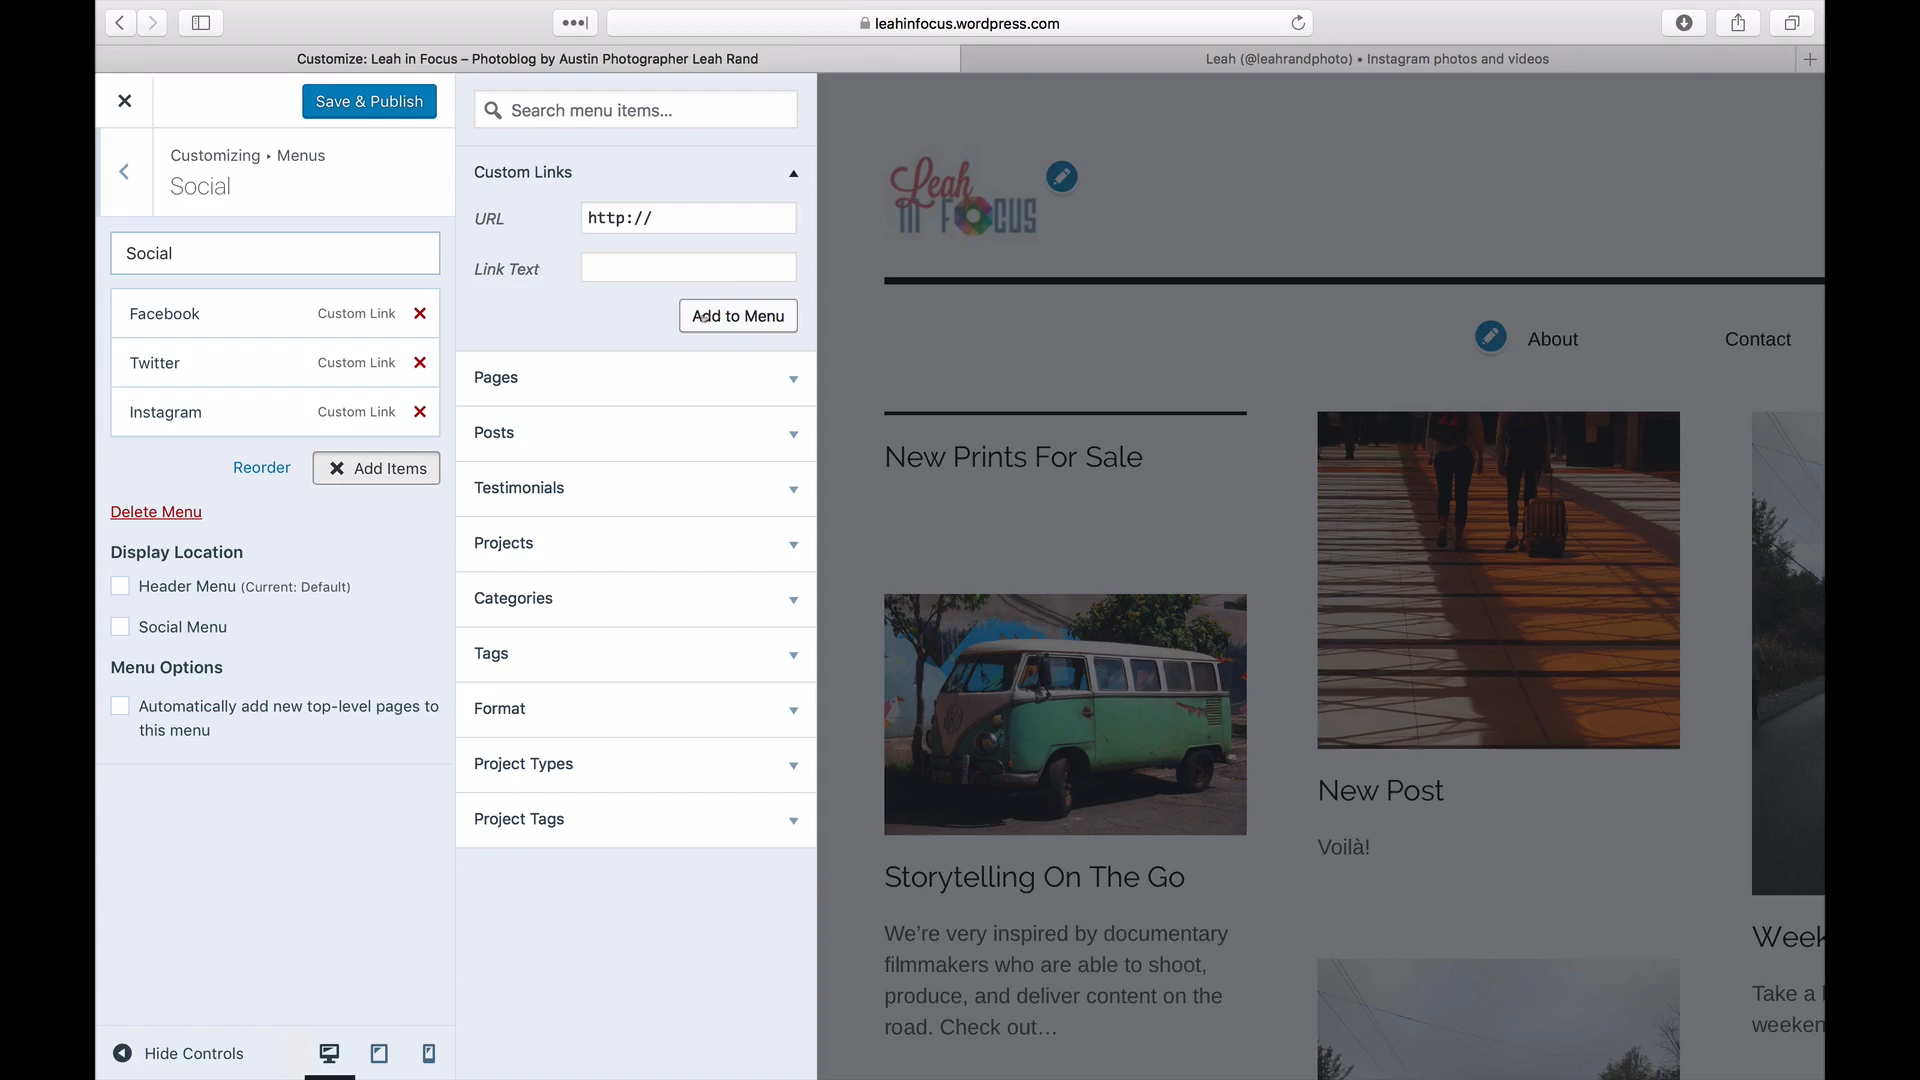 leahinfocus.wordpress.com
Customize: Leah in Focus – Photoblog by Austin Photographer Leah Rand
Leah (@leahrandphoto) • Instagram photos and videos
Save & Publish
Customizing ▸ Menus
Social
Social
Facebook Custom Link
Twitter Custom Link
Instagram Custom Link
Reorder
Add Items
Delete Menu
Display Location
Header Menu (Current: Default)
Social Menu
Menu Options
Automatically add new top-level pages to
this menu
Hide Controls
Search menu items...
Custom Links
URL http://
Link Text
Add to Menu
Pages
Posts
Testimonials
Projects
Categories
Tags
Format
Project Types
Project Tags
Leah
IN FOCUS
About
Contact
New Prints For Sale
Storytelling On The Go
We’re very inspired by documentary
filmmakers who are able to shoot,
produce, and deliver content on the
road. Check out…
New Post
Voilà!
Week
Take a
weeken